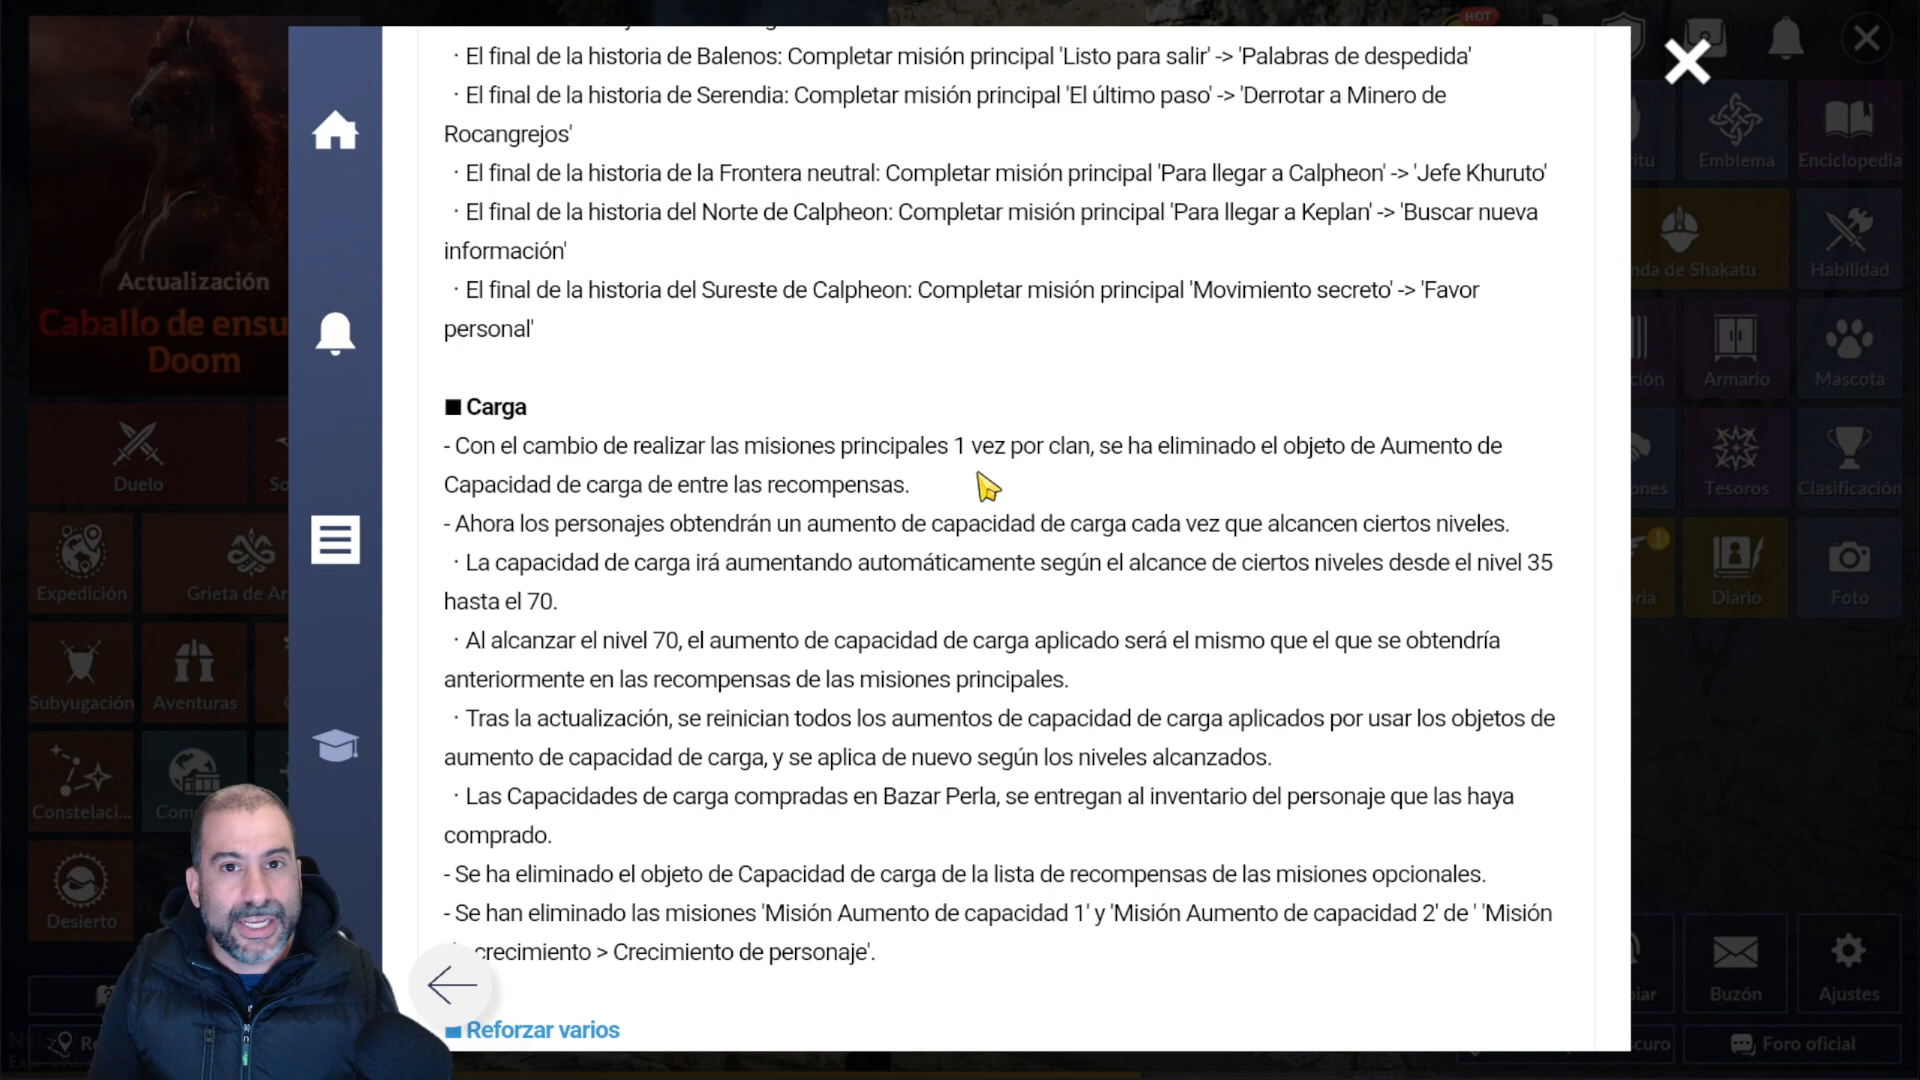 · El final de la historia de Balenos: Completar misión principal 'Listo para salir' -> 'Palabras de despedida'
· El final de la historia de Serendia: Completar misión principal 'El último paso' -> 'Derrotar a Minero de
Rocangrejos'
· El final de la historia de la Frontera neutral: Completar misión principal 'Para llegar a Calpheon' -> 'Jefe Khuruto'
· El final de la historia del Norte de Calpheon: Completar misión principal 'Para llegar a Keplan' -> 'Buscar nueva
información'
· El final de la historia del Sureste de Calpheon: Completar misión principal 'Movimiento secreto' -> 'Favor
personal'
■ Carga
- Con el cambio de realizar las misiones principales 1 vez por clan, se ha eliminado el objeto de Aumento de
Capacidad de carga de entre las recompensas.
- Ahora los personajes obtendrán un aumento de capacidad de carga cada vez que alcancen ciertos niveles.
· La capacidad de carga irá aumentando automáticamente según el alcance de ciertos niveles desde el nivel 35
hasta el 70.
· Al alcanzar el nivel 70, el aumento de capacidad de carga aplicado será el mismo que el que se obtendría
anteriormente en las recompensas de las misiones principales.
· Tras la actualización, se reinician todos los aumentos de capacidad de carga aplicados por usar los objetos de
aumento de capacidad de carga, y se aplica de nuevo según los niveles alcanzados.
· Las Capacidades de carga compradas en Bazar Perla, se entregan al inventario del personaje que las haya
comprado.
- Se ha eliminado el objeto de Capacidad de carga de la lista de recompensas de las misiones opcionales.
- Se han eliminado las misiones 'Misión Aumento de capacidad 1' y 'Misión Aumento de capacidad 2' de ' 'Misión
crecimiento > Crecimiento de personaje'.
■ Reforzar varios
Actualización
Caballo de ensu
Doom
Duelo
So
Expedición
Grieta de Ar
Subyugación
Aventuras
Constelaci...
Com
Desierto
HOT
Emblema
Enciclopedia
nda de Shakatu
Habilidad
Armario
Mascota
Tesoros
Clasificación
Diario
Foto
Buzón
Ajustes
Foro oficial